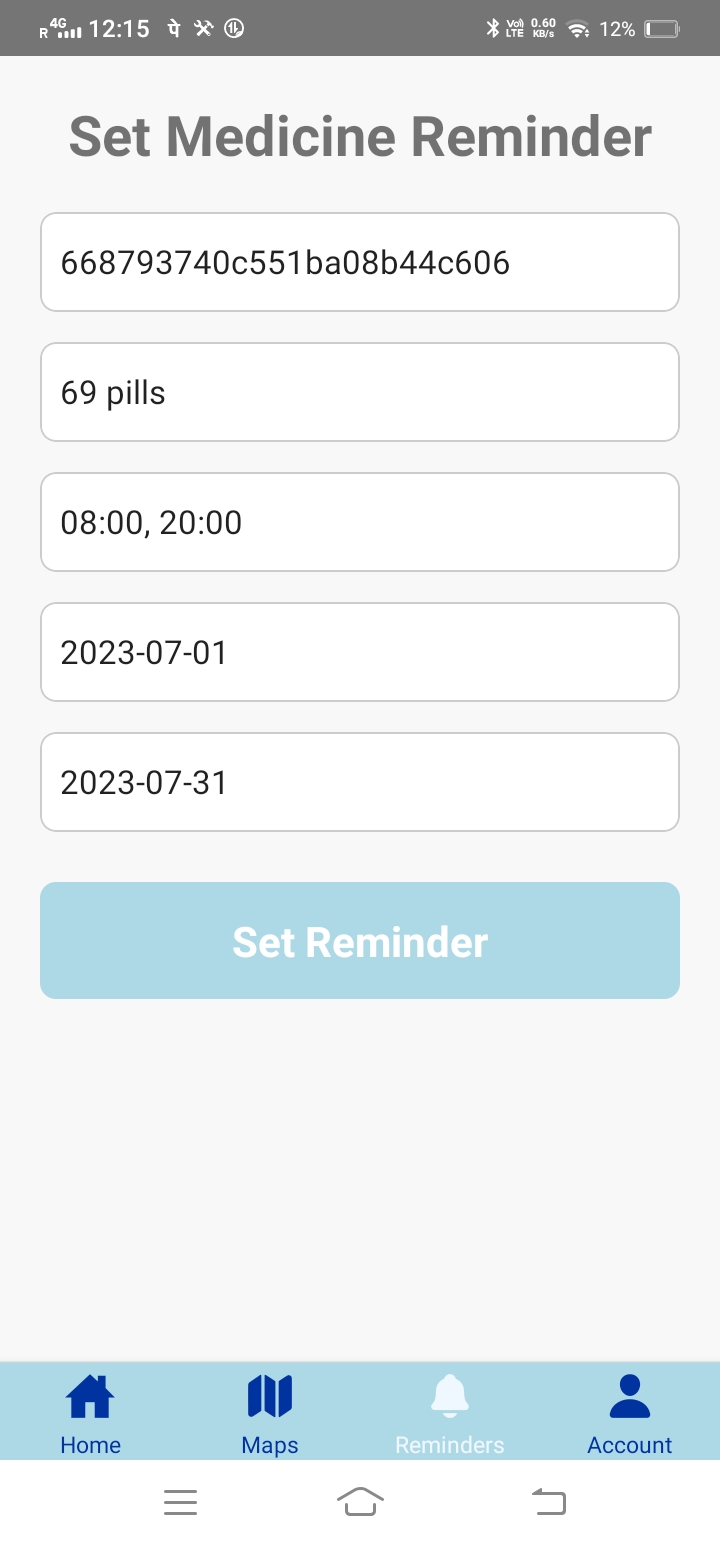 R 4G 12:15 पे Vo) LTE 0.60 KB/s 12%
Set Medicine Reminder
668793740c551ba08b44c606
69 pills
08:00, 20:00
2023-07-01
2023-07-31
Set Reminder
Home Maps Reminders Account